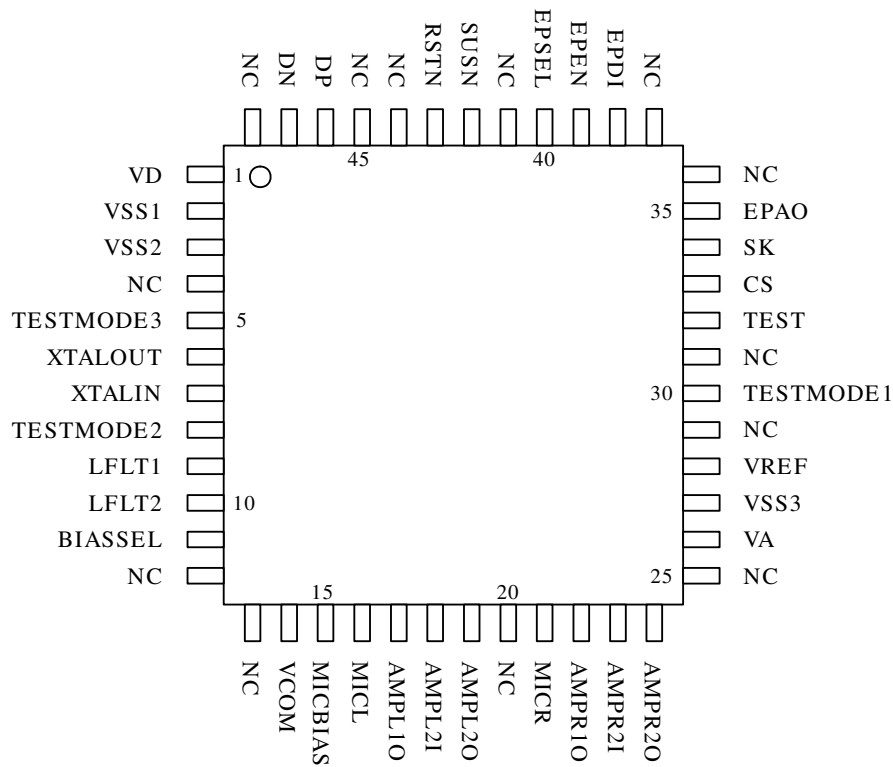 NC
DN
DP
NC
NC
RSTN
SUSN
NC
EPSEL
EPEN
EPDI
NC
45
40
VD
1
NC
VSS1
35
EPAO
VSS2
SK
NC
CS
TESTMODE3
5
TEST
XTALOUT
NC
XTALIN
30
TESTMODE1
TESTMODE2
NC
LFLT1
VREF
LFLT2
10
VSS3
BIASSEL
VA
NC
25
NC
15
20
NC
VCOM
MICBIAS
MICL
AMPL1O
AMPL2I
AMPL2O
NC
MICR
AMPR1O
AMPR2I
AMPR2O